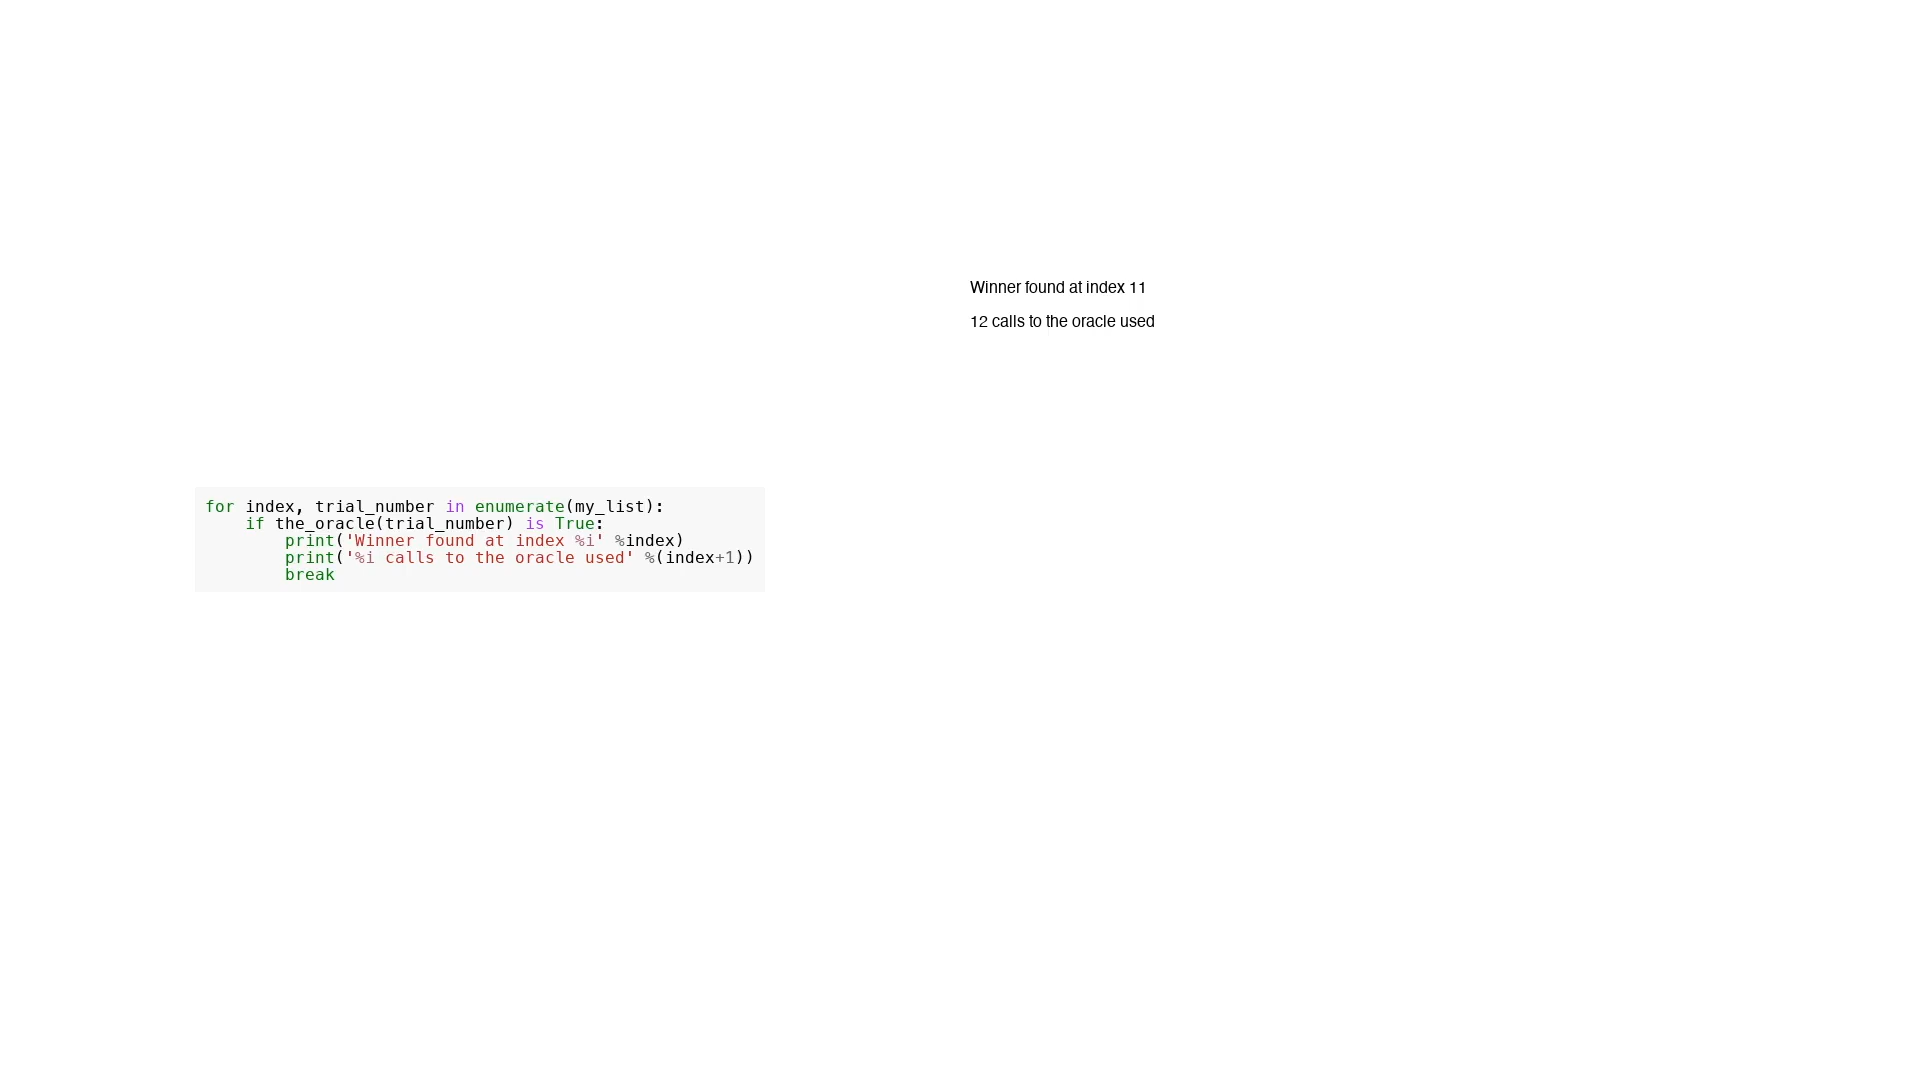 for index, trial_number in enumerate(my_list):
    if the_oracle(trial_number) is True:
        print('Winner found at index %i' %index)
        print('%i calls to the oracle used' %(index+1))
        break
Winner found at index 11
12 calls to the oracle used